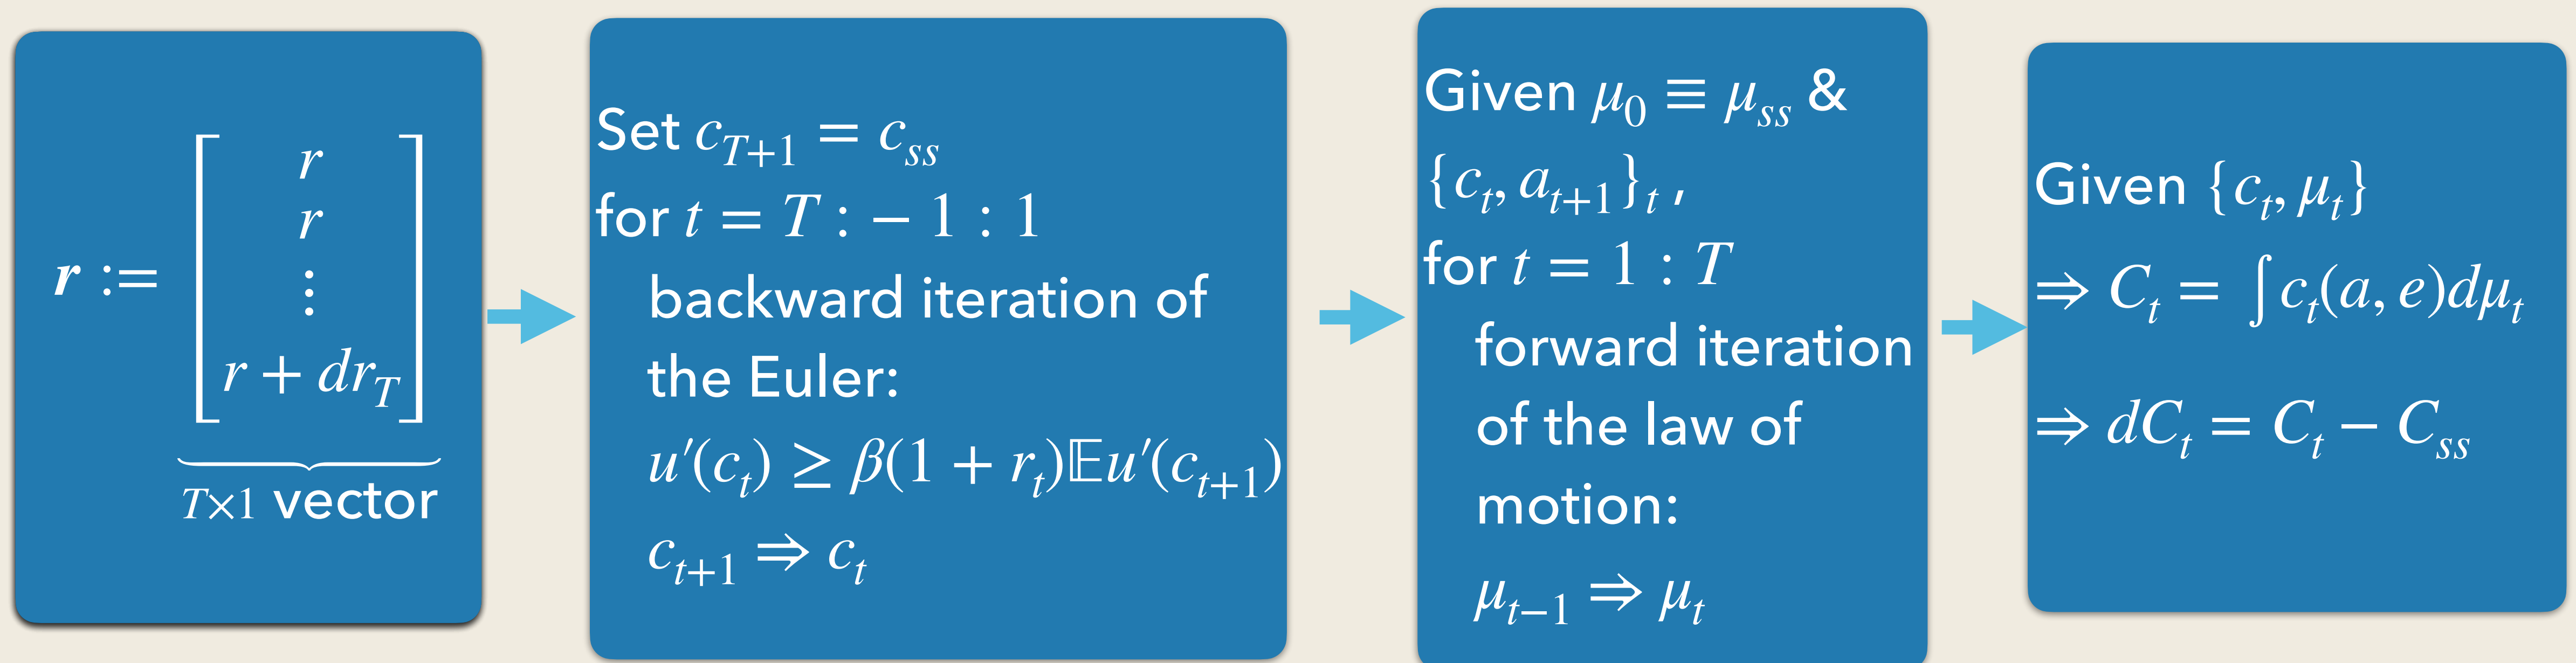 r := [ r
r
⋮
r + dr_T ]
T×1 vector
Set c_{T+1} = c_{ss}
for t = T : − 1 : 1
backward iteration of
the Euler:
u′(c_t) ≥ β(1 + r_t)𝔼u′(c_{t+1})
c_{t+1} ⇒ c_t
Given μ_0 ≡ μ_{ss} &
{c_t, a_{t+1}}_t ,
for t = 1 : T
forward iteration
of the law of
motion:
μ_{t−1} ⇒ μ_t
Given {c_t, μ_t}
⇒ C_t = ∫c_t(a, e)dμ_t
⇒ dC_t = C_t − C_{ss}